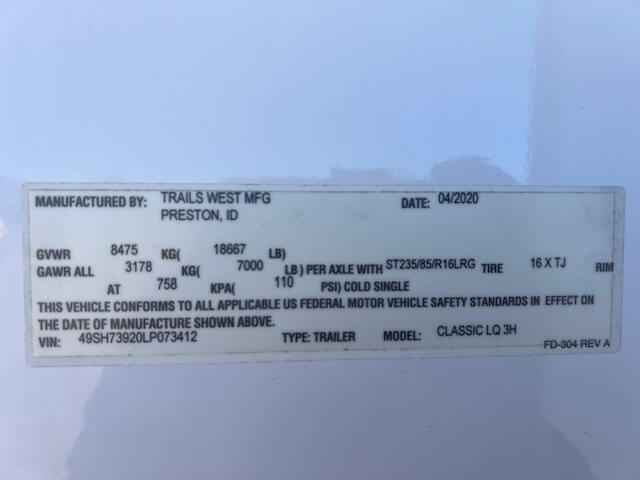 MANUFACTURED BY: TRAILS WEST MFG DATE: 04/2020
PRESTON, ID
GVWR 8475 KG( 18667 LB)
GAWR ALL 3178 KG( 7000 LB) PER AXLE WITH ST235/85/R16LRG TIRE 16 X TJ RIM
AT 758 KPA( 110 PSI) COLD SINGLE
THIS VEHICLE CONFORMS TO ALL APPLICABLE US FEDERAL MOTOR VEHICLE SAFETY STANDARDS IN EFFECT ON
THE DATE OF MANUFACTURE SHOWN ABOVE.
VIN: 49SH73920LP073412 TYPE: TRAILER MODEL: CLASSIC LQ 3H
FD-304 REV A